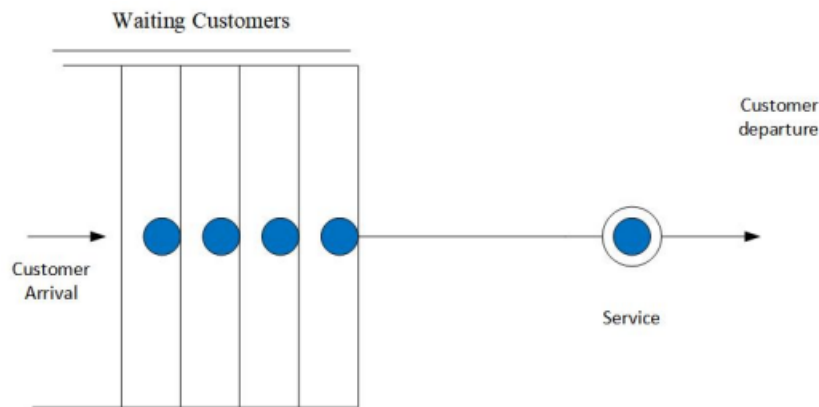 Waiting Customers
Customer
departure
Customer
Arrival
Service